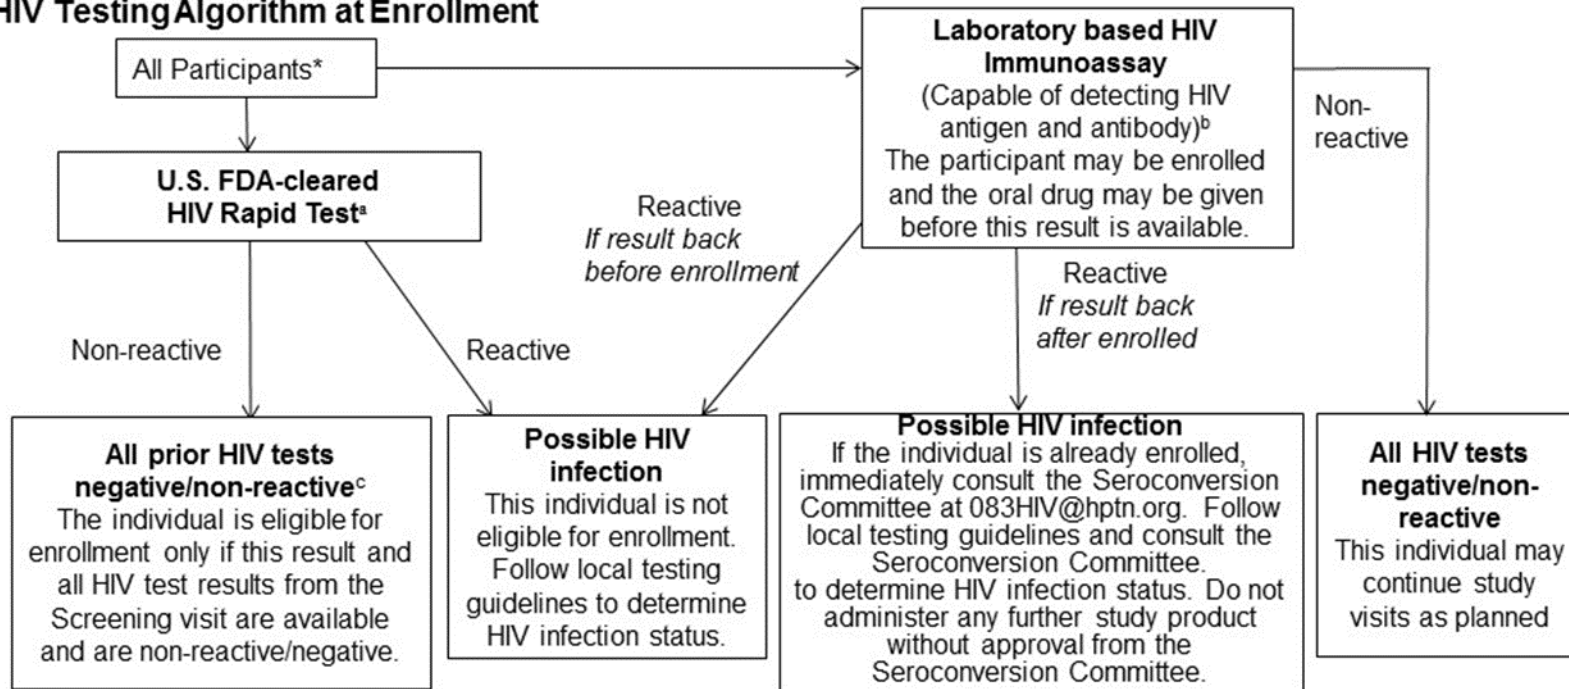 HIV Testing Algorithm at Enrollment
All Participants*
U.S. FDA-cleared
HIV Rapid Testᵃ
Laboratory based HIV
Immunoassay
(Capable of detecting HIV
antigen and antibody)ᵇ
The participant may be enrolled
and the oral drug may be given
before this result is available.
Non-
reactive
Reactive
If result back
before enrollment
Reactive
If result back
after enrolled
Non-reactive
Reactive
All prior HIV tests
negative/non-reactiveᶜ
The individual is eligible for
enrollment only if this result and
all HIV test results from the
Screening visit are available
and are non-reactive/negative.
Possible HIV
infection
This individual is not
eligible for enrollment.
Follow local testing
guidelines to determine
HIV infection status.
Possible HIV infection
If the individual is already enrolled,
immediately consult the Seroconversion
Committee at 083HIV@hptn.org. Follow
local testing guidelines and consult the
Seroconversion Committee.
to determine HIV infection status. Do not
administer any further study product
without approval from the
Seroconversion Committee.
All HIV tests
negative/non-
reactive
This individual may
continue study
visits as planned